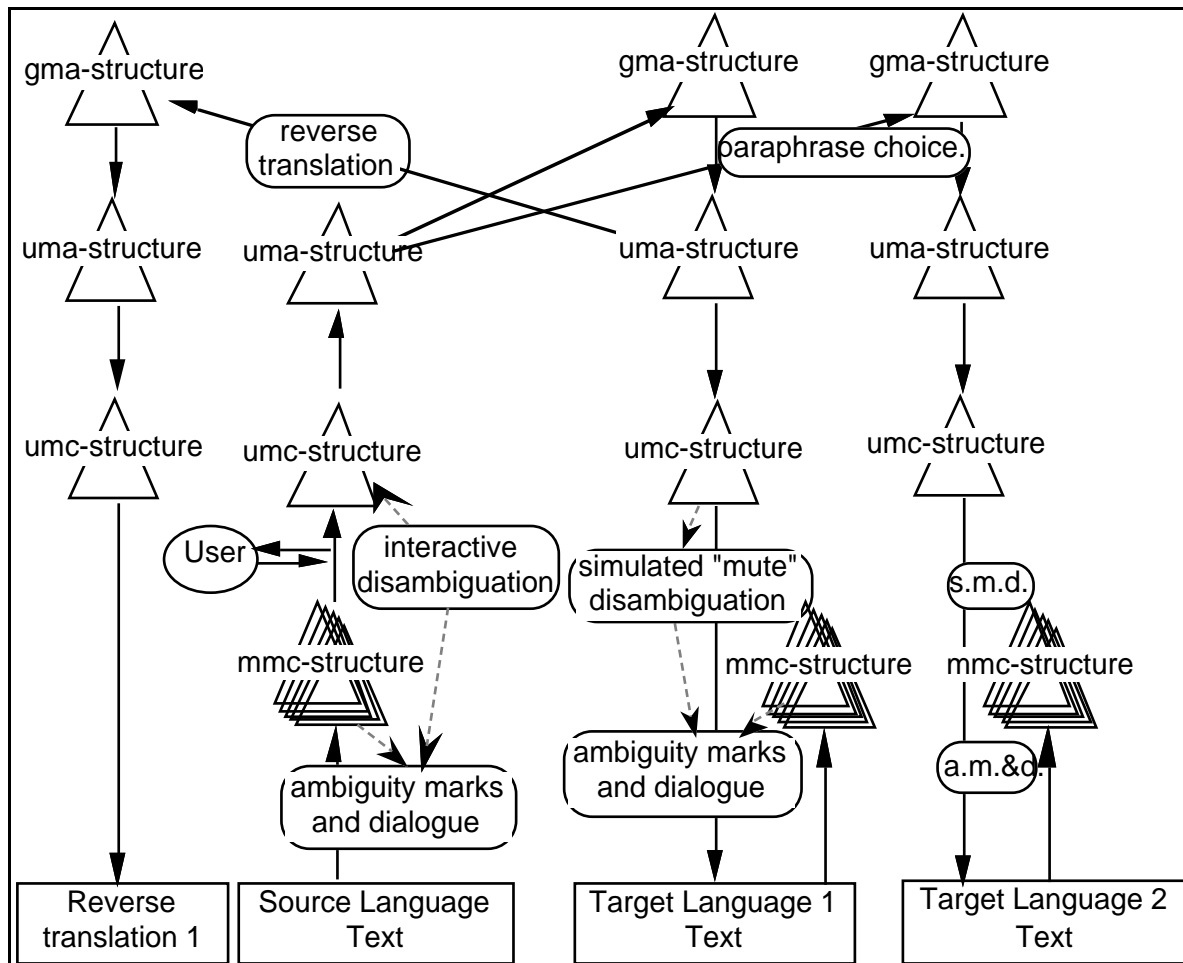 gma-structure
gma-structure
gma-structure
reverse
translation
paraphrase choice.
uma-structure
uma-structure
uma-structure
uma-structure
umc-structure
umc-structure
umc-structure
umc-structure
User
interactive
disambiguation
simulated "mute"
disambiguation
s.m.d.
mmc-structure
mmc-structure
mmc-structure
ambiguity marks
and dialogue
ambiguity marks
and dialogue
a.m.&d.
Reverse
translation 1
Source Language
Text
Target Language 1
Text
Target Language 2
Text